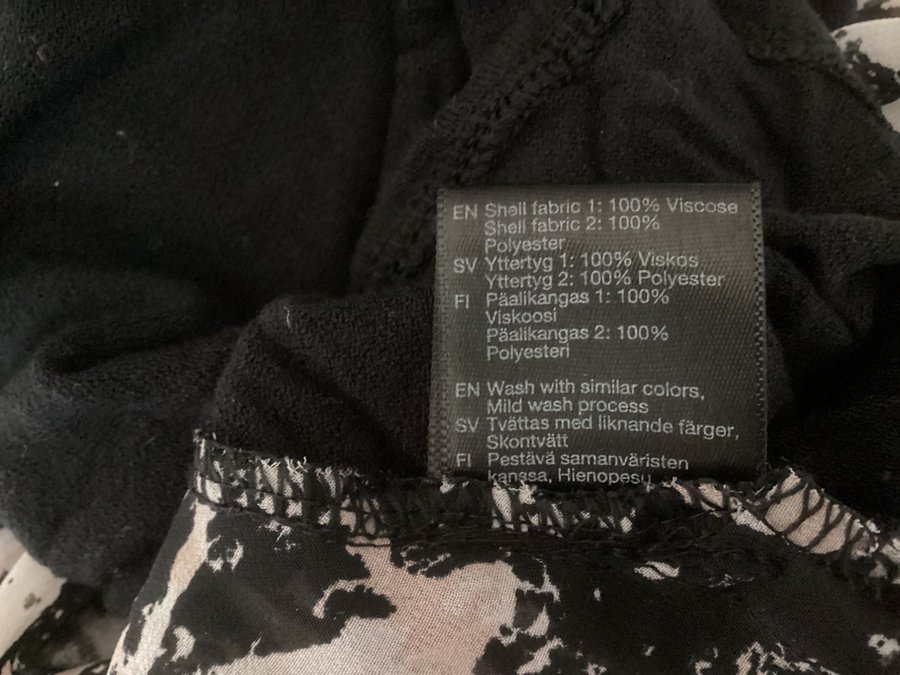 EN Shell fabric 1: 100% Viscose
Shell fabric 2: 100%
Polyester
SV Yttertyg 1: 100% Viskos
Yttertyg 2: 100% Polyester
FI Päalikangas 1: 100%
Viskoosi
Päalikangas 2: 100%
Polyesteri
EN Wash with similar colors,
Mild wash process
SV Tvättas med liknande färger,
Skontvätt
FI Pestävä samanväristen
kanssa, Hienopesu